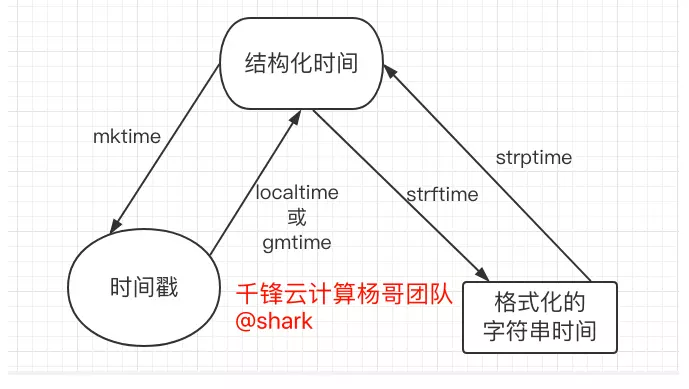 结构化时间
mktime
strptime
localtime
或
gmtime
strftime
时间戳
千锋云计算杨哥团队
@shark
格式化的
字符串时间